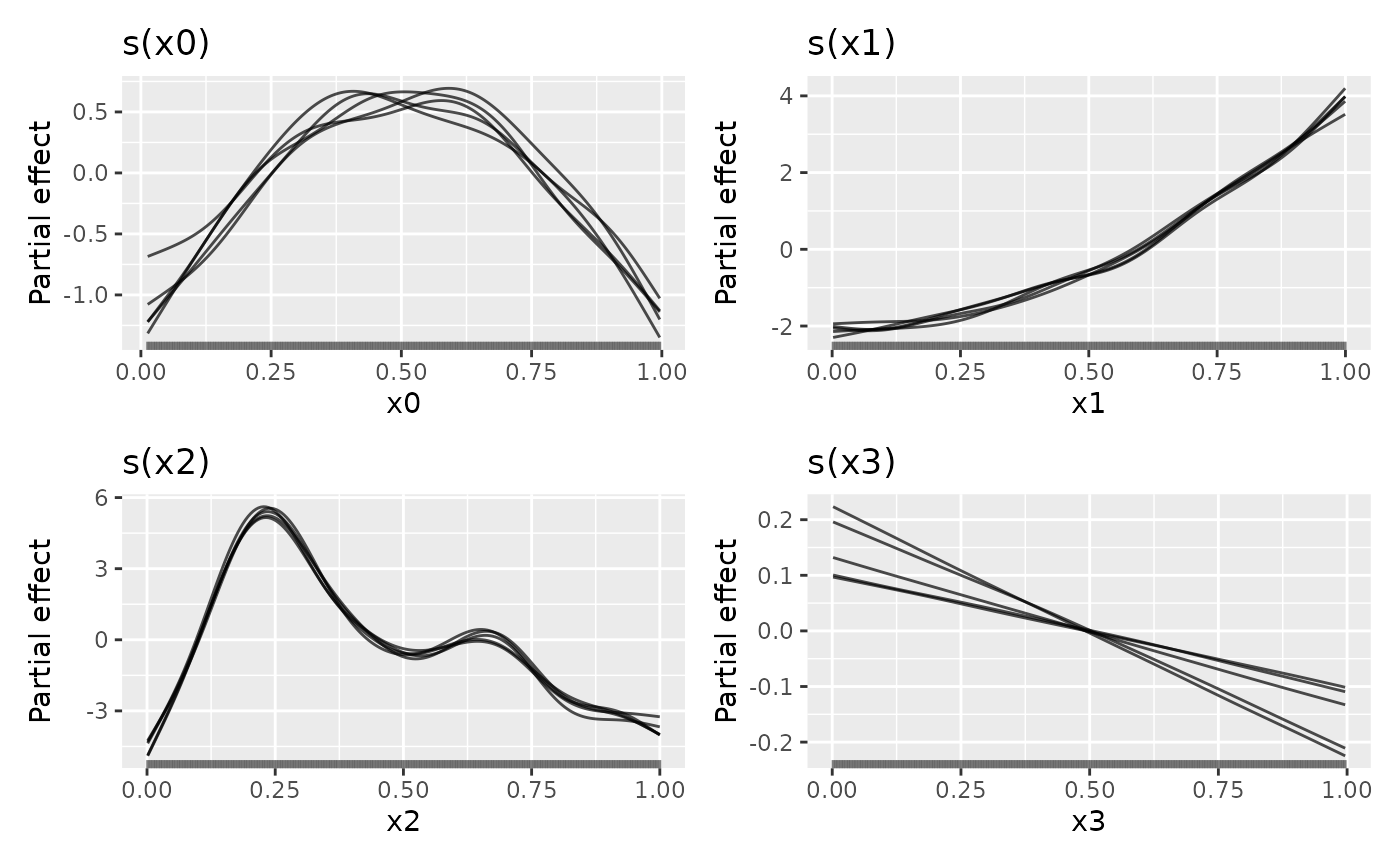 s(x0)
Partial effect
0.5
0.0
-0.5
-1.0
0.00 0.25 0.50 0.75 1.00
x0
s(x1)
Partial effect
4
2
0
-2
0.00 0.25 0.50 0.75 1.00
x1
s(x2)
Partial effect
6
3
0
-3
0.00 0.25 0.50 0.75 1.00
x2
s(x3)
Partial effect
0.2
0.1
0.0
-0.1
-0.2
0.00 0.25 0.50 0.75 1.00
x3